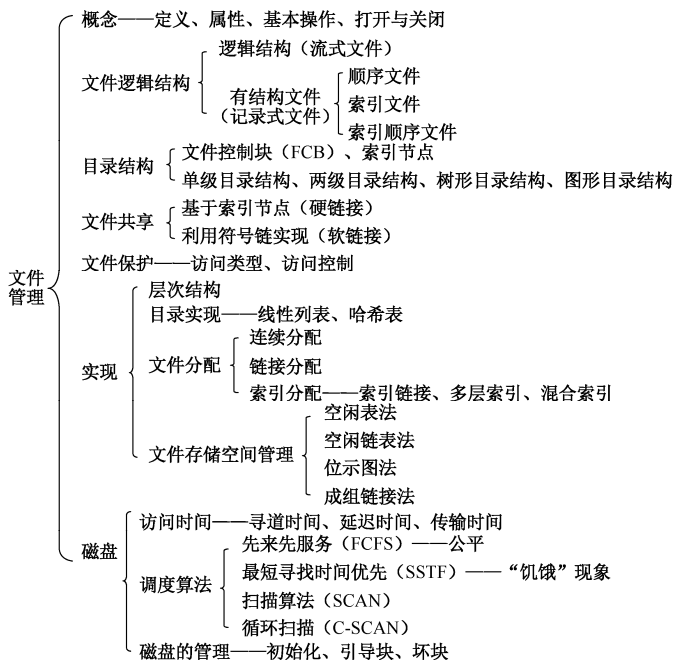 概念——定义、属性、基本操作、打开与关闭
逻辑结构（流式文件）
文件逻辑结构
有结构文件
（记录式文件）
顺序文件
索引文件
索引顺序文件
目录结构
文件控制块（FCB）、索引节点
单级目录结构、两级目录结构、树形目录结构、图形目录结构
文件共享
基于索引节点（硬链接）
利用符号链实现（软链接）
文件保护——访问类型、访问控制
文件
管理
实现
层次结构
目录实现——线性列表、哈希表
文件分配
连续分配
链接分配
索引分配——索引链接、多层索引、混合索引
文件存储空间管理
空闲表法
空闲链表法
位示图法
成组链接法
磁盘
访问时间——寻道时间、延迟时间、传输时间
调度算法
先来先服务（FCFS）——公平
最短寻找时间优先（SSTF）——“饥饿”现象
扫描算法（SCAN）
循环扫描（C-SCAN）
磁盘的管理——初始化、引导块、坏块